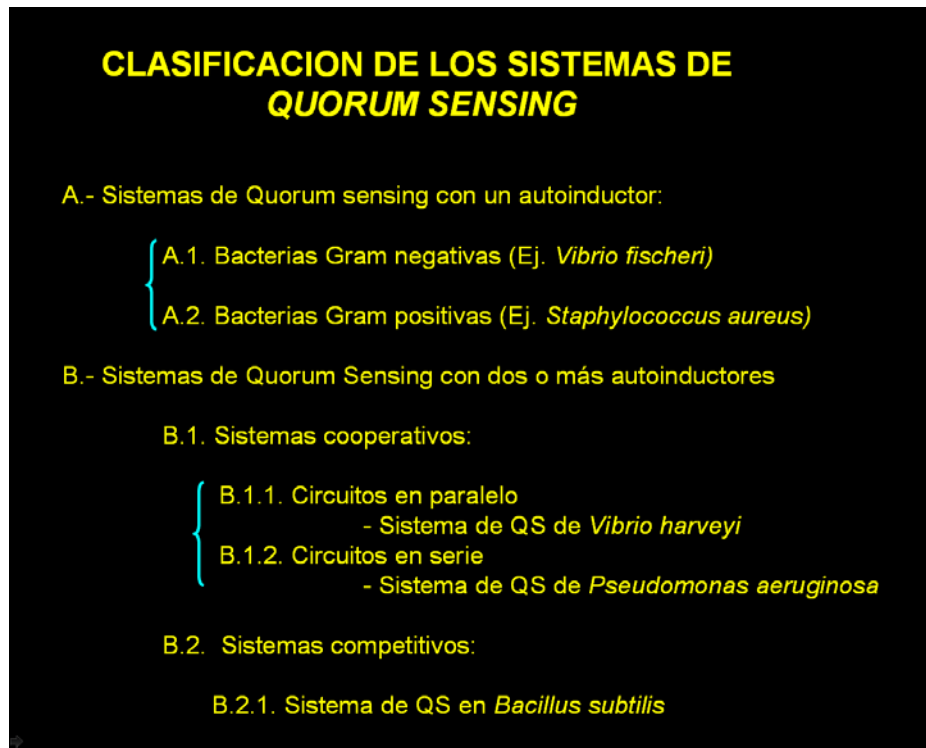 CLASIFICACION DE LOS SISTEMAS DE
QUORUM SENSING
A.- Sistemas de Quorum sensing con un autoinductor:
A.1. Bacterias Gram negativas (Ej. Vibrio fischeri)
A.2. Bacterias Gram positivas (Ej. Staphylococcus aureus)
B.- Sistemas de Quorum Sensing con dos o más autoinductores
B.1. Sistemas cooperativos:
B.1.1. Circuitos en paralelo
- Sistema de QS de Vibrio harveyi
B.1.2. Circuitos en serie
- Sistema de QS de Pseudomonas aeruginosa
B.2. Sistemas competitivos:
B.2.1. Sistema de QS en Bacillus subtilis